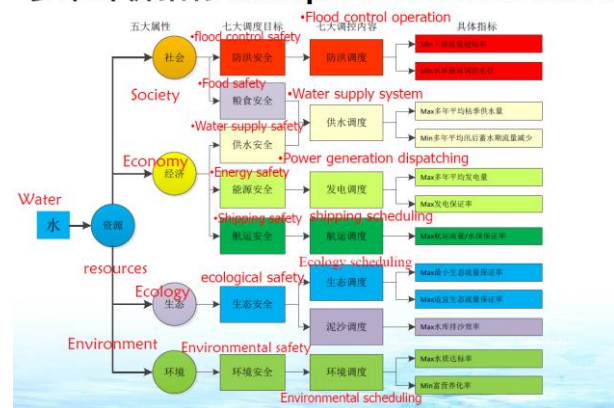 五大属性 七大调度目标 七大调控内容 具体指标
•Flood control operation
•flood control safety
社会 防洪安全 防洪调度
•Food safety
Society
粮食安全
•Water supply system
供水调度
Max多年平均枯季供水量
•Water supply safety
供水安全
Min多年平均汛后蓄水期流量减少
Economy
经济
•Power generation dispatching
•Energy safety
能源安全 发电调度
Max多年平均发电量
Max发电保证率
Water
水 资源
•Shipping safety
shipping scheduling
航运安全 航运调度
Max航运流量/水深保证率
resources
Ecology scheduling
ecological safety
生态调度
Max最小生态流量保证率
Ecology
生态 生态安全
Max适宜生态流量保证率
泥沙调度 Max水库排沙效率
Environment
Environmental safety
Max水质达标率
环境 环境安全 环境调度
Min富营养化率
Environmental scheduling